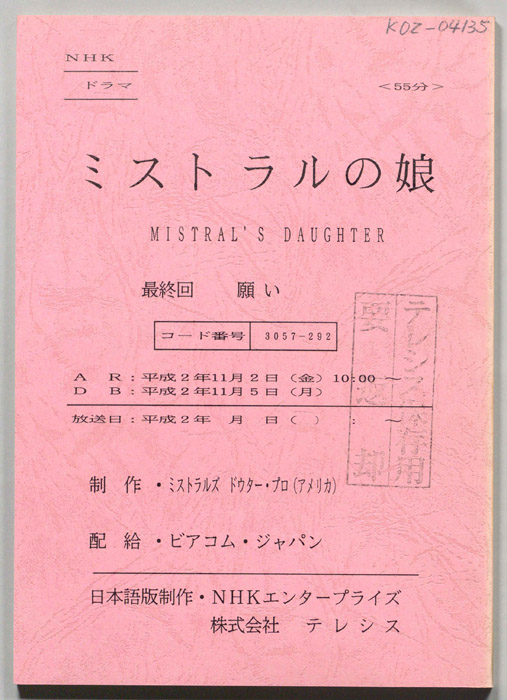 KOZ-04135
NHK
ドラマ
<55分>
ミストラルの娘
MISTRAL'S DAUGHTER
最終回　願い
コード番号 3057-292
AR:平成2年11月2日(金)10:00 ~
DB:平成2年11月5日(月)
放送日:平成2年 月 日( ) : ~
テレシス保存用
要返却
制作・ミストラルズ ドウター・プロ(アメリカ)
配給・ビアコム・ジャパン
日本語版制作・NHKエンタープライズ
株式会社 テレシス